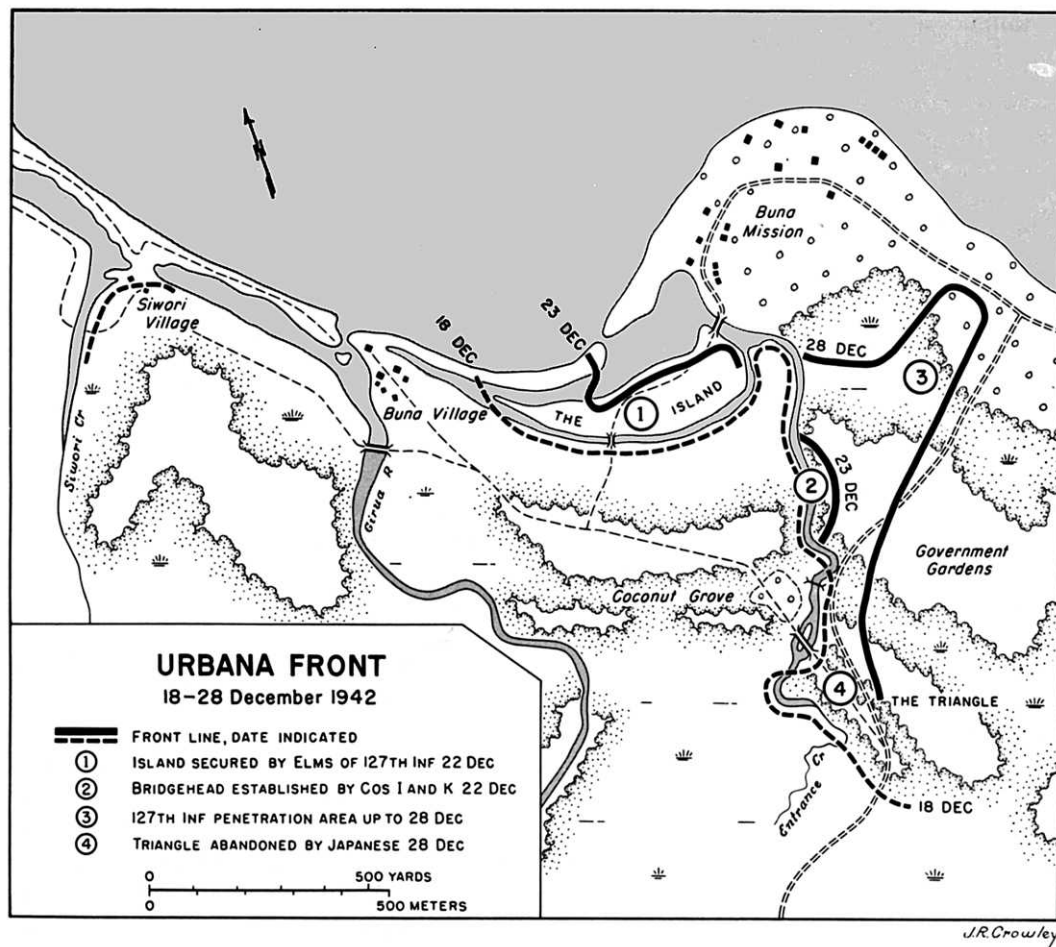 N
Buna
Mission
Siwori
Village
18 DEC
23 DEC
28 DEC
3
Buna Village
THE
1
ISLAND
Siwori Cr
Girua R
2
23 DEC
Government
Gardens
Coconut Grove
4
THE TRIANGLE
Entrance Cr
18 DEC
URBANA FRONT
18–28 December 1942
FRONT LINE, DATE INDICATED
1 ISLAND SECURED BY ELMS OF 127TH INF 22 DEC
2 BRIDGEHEAD ESTABLISHED BY COS I AND K 22 DEC
3 127TH INF PENETRATION AREA UP TO 28 DEC
4 TRIANGLE ABANDONED BY JAPANESE 28 DEC
0 500 YARDS
0 500 METERS
J.R.Crowley